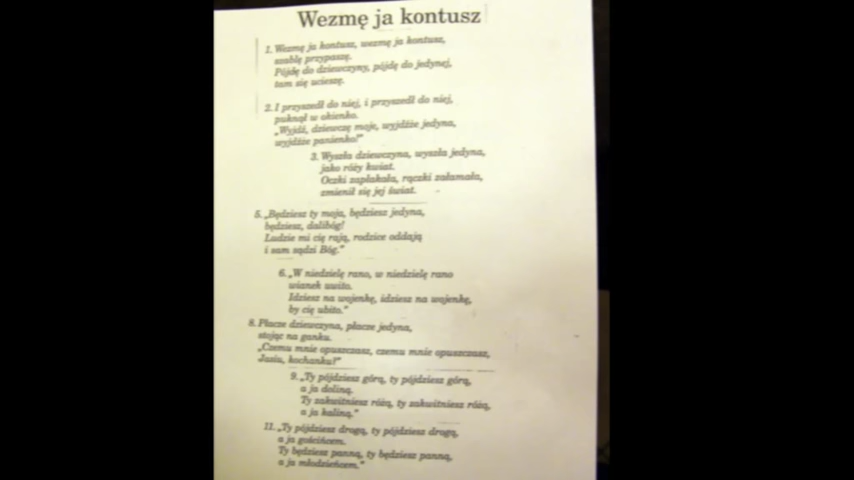 Wezmę ja kontusz
1. Wezmę ja kontusz, wezmę ja kontusz,
szablę przypaszę.
Pójdę do dziewczyny, pójdę do jedynej,
tam się ucieszę.
2. I przyszedł do niej, i przyszedł do niej,
puknął w okienko.
„Wyjdź, dziewczę moje, wyjdźże jedyna,
wyjdźże panienko!"
3. Wyszła dziewczyna, wyszła jedyna,
jako róży kwiat.
Oczki zapłakała, rączki załamała,
zmienił się jej świat.
5. „Będziesz ty moja, będziesz jedyna,
będziesz, dalibóg!
Ludzie mi cię rają, rodzice oddają
i sam sądzi Bóg."
6. „W niedzielę rano, w niedzielę rano
wianek uwito.
Idziesz na wojenkę, idziesz na wojenkę,
by cię ubito."
8. Płacze dziewczyna, płacze jedyna,
stojąc na ganku.
„Czemu mnie opuszczasz, czemu mnie opuszczasz,
Jasiu, kochanku?"
9. „Ty pójdziesz górą, ty pójdziesz górą,
a ja doliną.
Ty zakwitniesz różą, ty zakwitniesz różą,
a ja kaliną."
11. „Ty pójdziesz drogą, ty pójdziesz drogą,
a ja gościńcem.
Ty będziesz panną, ty będziesz panną,
a ja młodzieńcem."